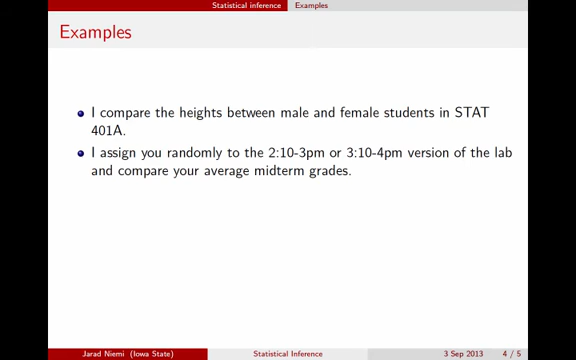 Statistical inference Examples
Examples
I compare the heights between male and female students in STAT
401A.
I assign you randomly to the 2:10-3pm or 3:10-4pm version of the lab
and compare your average midterm grades.
Jarad Niemi (Iowa State) Statistical Inference 3 Sep 2013 4 / 5